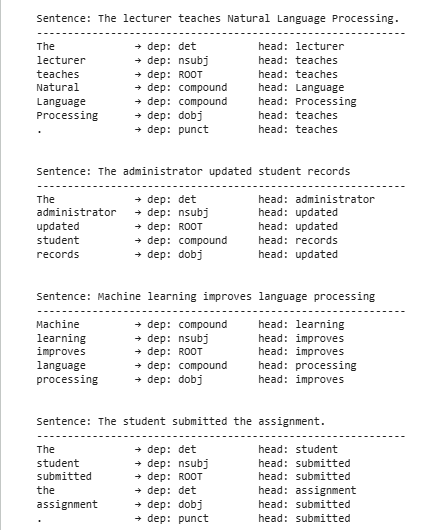 Sentence: The lecturer teaches Natural Language Processing.
------------------------------------------------------------
The → dep: det head: lecturer
lecturer → dep: nsubj head: teaches
teaches → dep: ROOT head: teaches
Natural → dep: compound head: Language
Language → dep: compound head: Processing
Processing → dep: dobj head: teaches
. → dep: punct head: teaches
Sentence: The administrator updated student records
------------------------------------------------------------
The → dep: det head: administrator
administrator → dep: nsubj head: updated
updated → dep: ROOT head: updated
student → dep: compound head: records
records → dep: dobj head: updated
Sentence: Machine learning improves language processing
------------------------------------------------------------
Machine → dep: compound head: learning
learning → dep: nsubj head: improves
improves → dep: ROOT head: improves
language → dep: compound head: processing
processing → dep: dobj head: improves
Sentence: The student submitted the assignment.
------------------------------------------------------------
The → dep: det head: student
student → dep: nsubj head: submitted
submitted → dep: ROOT head: submitted
the → dep: det head: assignment
assignment → dep: dobj head: submitted
. → dep: punct head: submitted